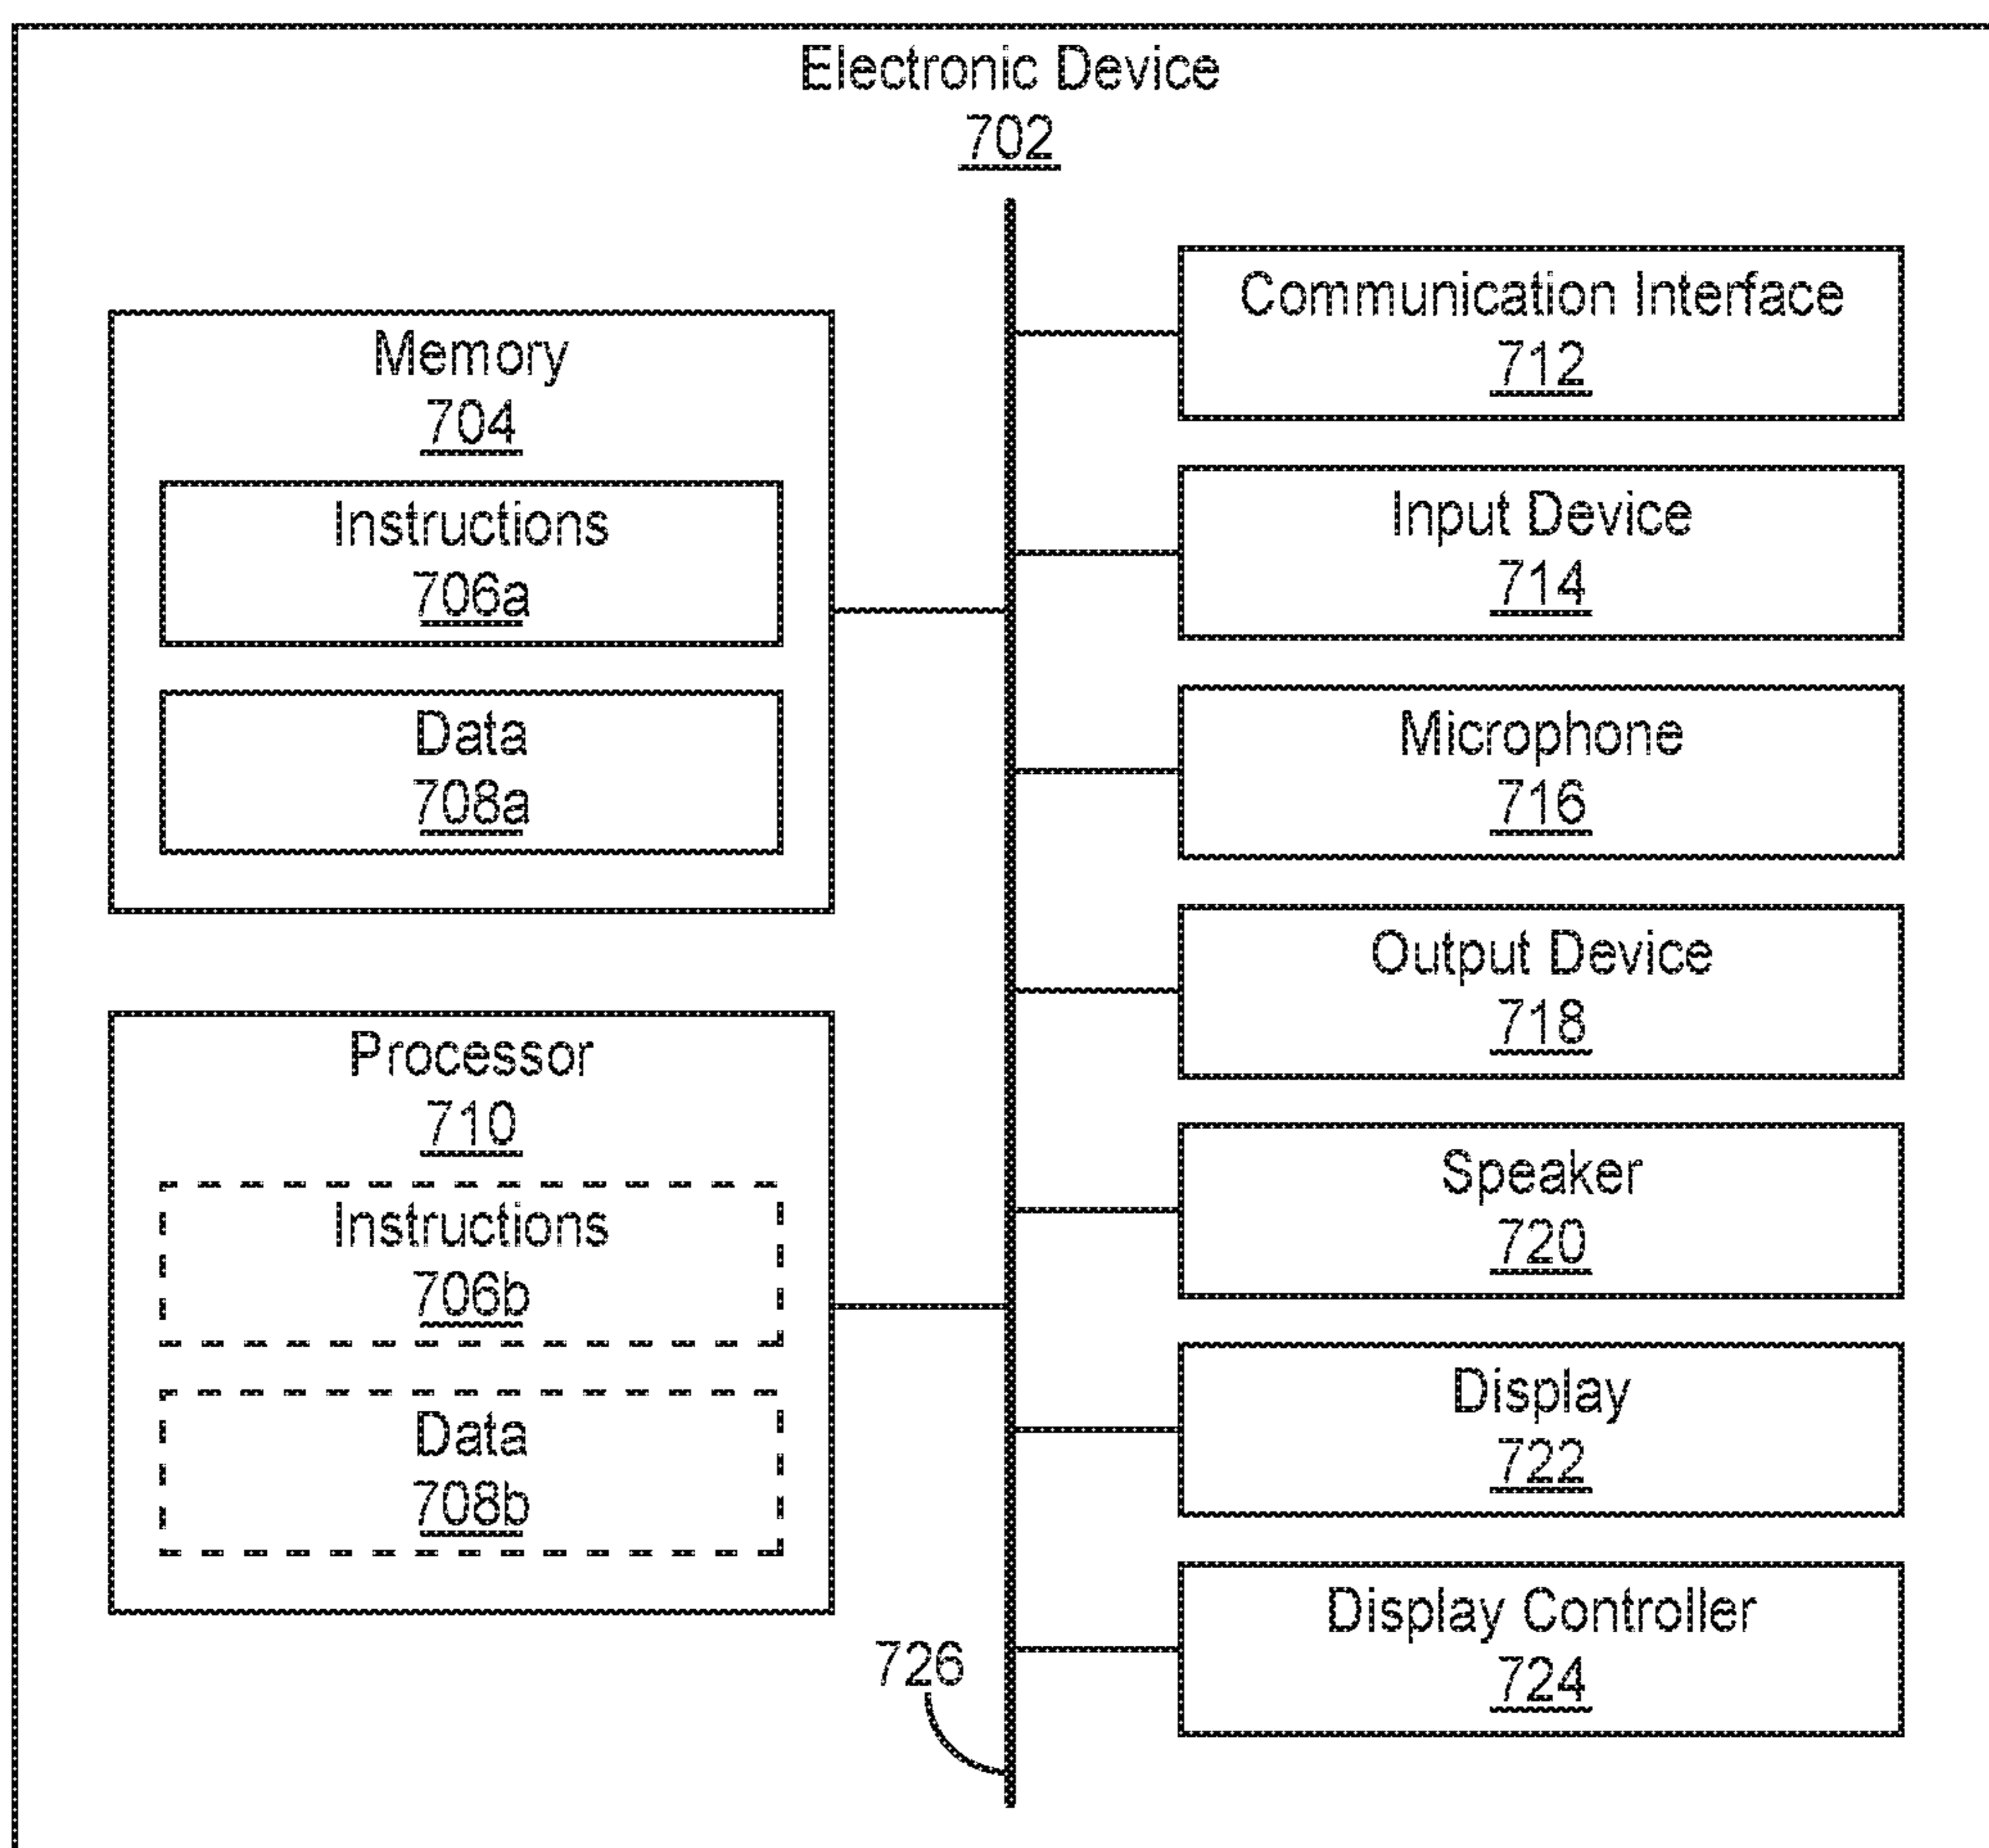 Electronic Device
702
Memory
704
Instructions
706a
Data
708a
Processor
710
Instructions
706b
Data
708b
726
Communication Interface
712
Input Device
714
Microphone
716
Output Device
718
Speaker
720
Display
722
Display Controller
724